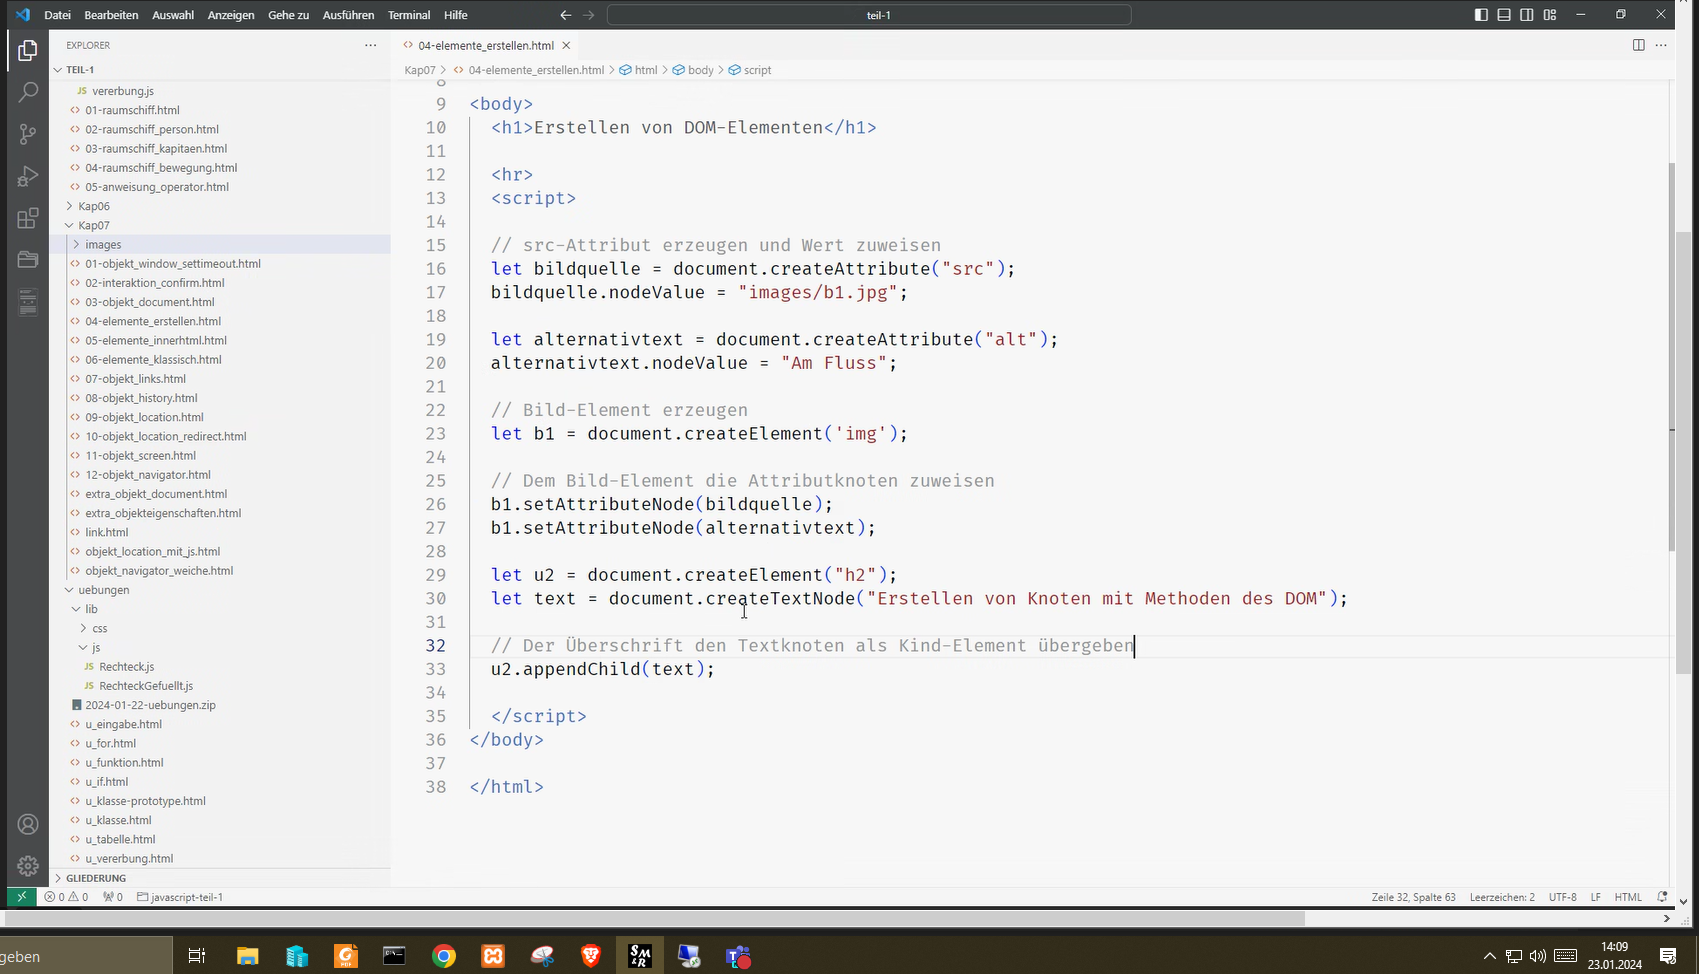 Datei Bearbeiten Auswahl Anzeigen Gehe zu Ausführen Terminal Hilfe
teil-1
EXPLORER
TEIL-1
JS vererbung.js
01-raumschiff.html
02-raumschiff_person.html
03-raumschiff_kapitaen.html
04-raumschiff_bewegung.html
05-anweisung_operator.html
Kap06
Kap07
images
01-objekt_window_settimeout.html
02-interaktion_confirm.html
03-objekt_document.html
04-elemente_erstellen.html
05-elemente_innerhtml.html
06-elemente_klassisch.html
07-objekt_links.html
08-objekt_history.html
09-objekt_location.html
10-objekt_location_redirect.html
11-objekt_screen.html
12-objekt_navigator.html
extra_objekt_document.html
extra_objekteigenschaften.html
link.html
objekt_location_mit_js.html
objekt_navigator_weiche.html
uebungen
lib
css
js
JS Rechteck.js
JS RechteckGefuellt.js
2024-01-22-uebungen.zip
u_eingabe.html
u_for.html
u_funktion.html
u_if.html
u_klasse-prototype.html
u_klasse.html
u_tabelle.html
u_vererbung.html
GLIEDERUNG
04-elemente_erstellen.html
Kap07 > 04-elemente_erstellen.html > html > body > script
8
9 <body>
10 <h1>Erstellen von DOM-Elementen</h1>
11
12 <hr>
13 <script>
14
15 // src-Attribut erzeugen und Wert zuweisen
16 let bildquelle = document.createAttribute("src");
17 bildquelle.nodeValue = "images/b1.jpg";
18
19 let alternativtext = document.createAttribute("alt");
20 alternativtext.nodeValue = "Am Fluss";
21
22 // Bild-Element erzeugen
23 let b1 = document.createElement('img');
24
25 // Dem Bild-Element die Attributknoten zuweisen
26 b1.setAttributeNode(bildquelle);
27 b1.setAttributeNode(alternativtext);
28
29 let u2 = document.createElement("h2");
30 let text = document.createTextNode("Erstellen von Knoten mit Methoden des DOM");
31
32 // Der Überschrift den Textknoten als Kind-Element übergeben
33 u2.appendChild(text);
34
35 </script>
36 </body>
37
38 </html>
0 0 0 javascript-teil-1
Zeile 32, Spalte 63 Leerzeichen: 2 UTF-8 LF HTML
geben
14:09
23.01.2024